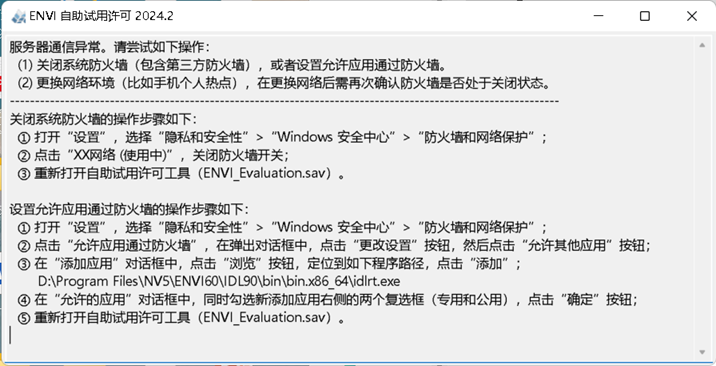 ENVI 自助试用许可 2024.2
服务器通信异常。请尝试如下操作：
(1) 关闭系统防火墙（包含第三方防火墙），或者设置允许应用通过防火墙。
(2) 更换网络环境（比如手机个人热点），在更换网络后需再次确认防火墙是否处于关闭状态。
----------------------------------------------------------------------------------------------------
关闭系统防火墙的操作步骤如下：
① 打开“设置”，选择“隐私和安全性”>“Windows 安全中心”>“防火墙和网络保护”；
② 点击“XX网络 (使用中)”，关闭防火墙开关；
③ 重新打开自助试用许可工具（ENVI_Evaluation.sav）。
设置允许应用通过防火墙的操作步骤如下：
① 打开“设置”，选择“隐私和安全性”>“Windows 安全中心”>“防火墙和网络保护”；
② 点击“允许应用通过防火墙”，在弹出对话框中，点击“更改设置”按钮，然后点击“允许其他应用”按钮；
③ 在“添加应用”对话框中，点击“浏览”按钮，定位到如下程序路径，点击“添加”；
D:\Program Files\NV5\ENVI60\IDL90\bin\bin.x86_64\idlrt.exe
④ 在“允许的应用”对话框中，同时勾选新添加应用右侧的两个复选框（专用和公用），点击“确定”按钮；
⑤ 重新打开自助试用许可工具（ENVI_Evaluation.sav）。